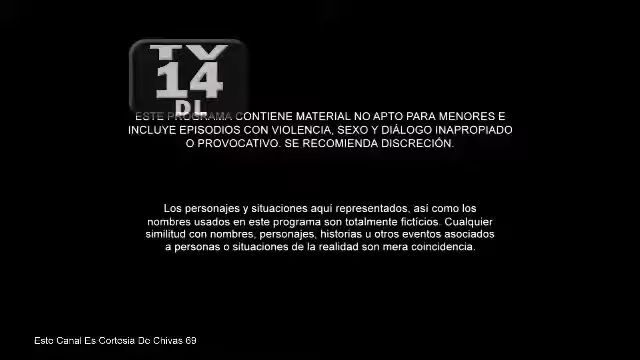 TV
14
DL
ESTE PROGRAMA CONTIENE MATERIAL NO APTO PARA MENORES E
INCLUYE EPISODIOS CON VIOLENCIA, SEXO Y DIÁLOGO INAPROPIADO
O PROVOCATIVO. SE RECOMIENDA DISCRECIÓN.
Los personajes y situaciones aquí representados, así como los
nombres usados en este programa son totalmente ficticios. Cualquier
similitud con nombres, personajes, historias u otros eventos asociados
a personas o situaciones de la realidad son mera coincidencia.
Este Canal Es Cortesia De Chivas 69